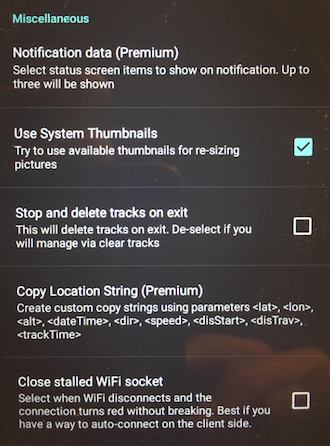 Miscellaneous
Notification data (Premium)
Select status screen items to show on notification. Up to
three will be shown
Use System Thumbnails
Try to use available thumbnails for re-sizing
pictures
Stop and delete tracks on exit
This will delete tracks on exit. De-select if you
will manage via clear tracks
Copy Location String (Premium)
Create custom copy strings using parameters <lat>, <lon>,
<alt>, <dateTime>, <dir>, <speed>, <disStart>, <disTrav>,
<trackTime>
Close stalled WiFi socket
Select when WiFi disconnects and the
connection turns red without breaking. Best if you
have a way to auto-connect on the client side.